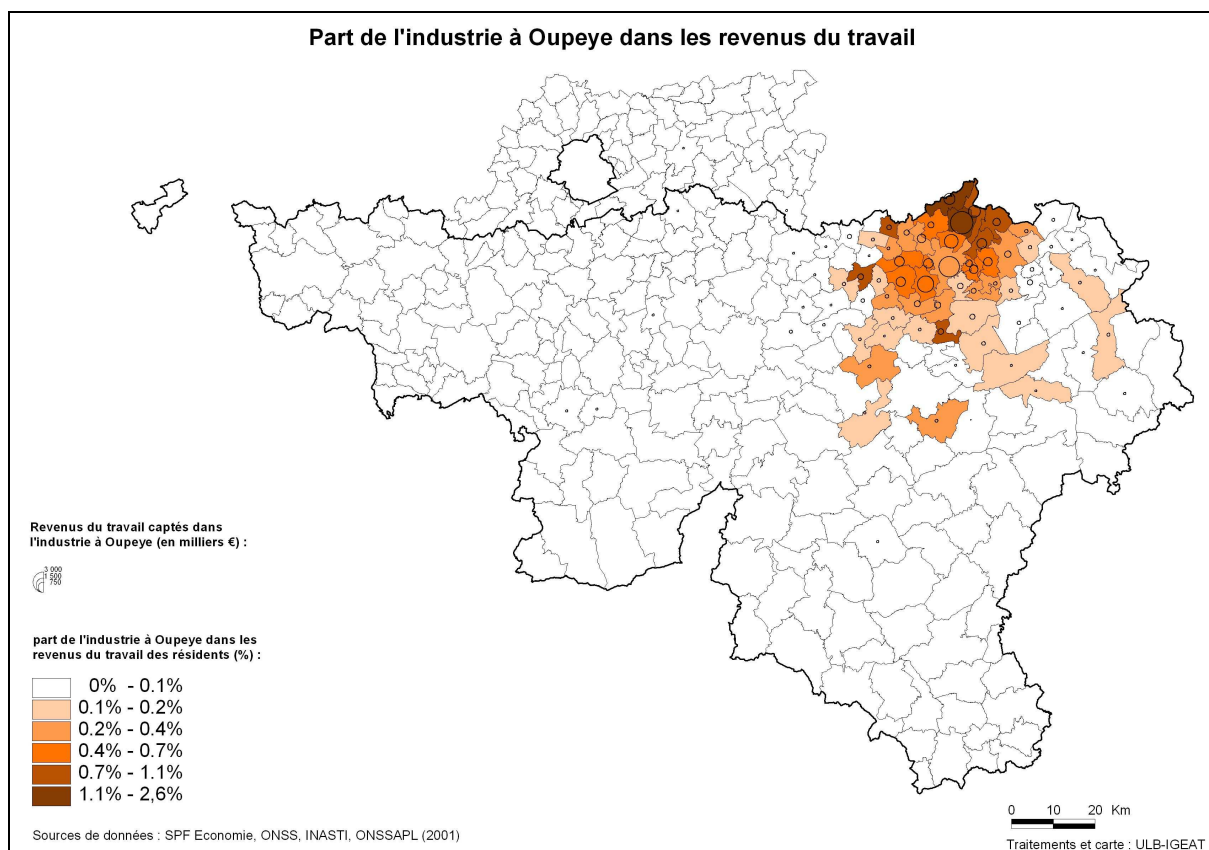 Part de l'industrie à Oupeye dans les revenus du travail
Revenus du travail captés dans
l'industrie à Oupeye (en milliers €) :
3 000
1 500
750
part de l'industrie à Oupeye dans les
revenus du travail des résidents (%) :
0% - 0.1%
0.1% - 0.2%
0.2% - 0.4%
0.4% - 0.7%
0.7% - 1.1%
1.1% - 2,6%
Sources de données : SPF Economie, ONSS, INASTI, ONSSAPL (2001)
0 10 20 Km
Traitements et carte : ULB-IGEAT